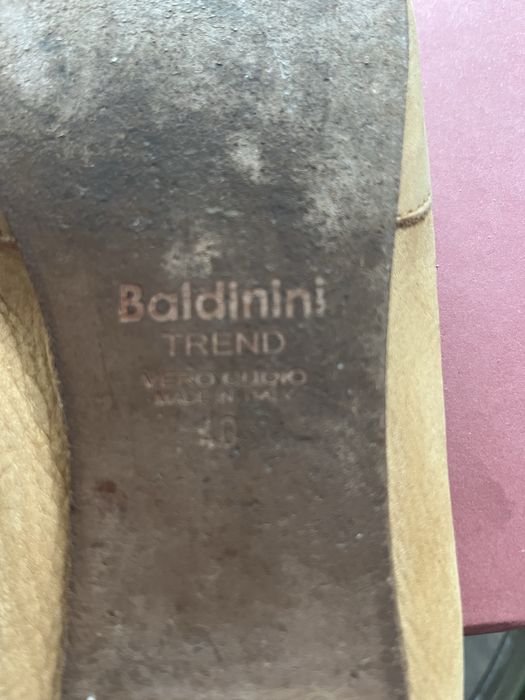 Baldinini
TREND
VERO CUOIO
MADE IN ITALY
40